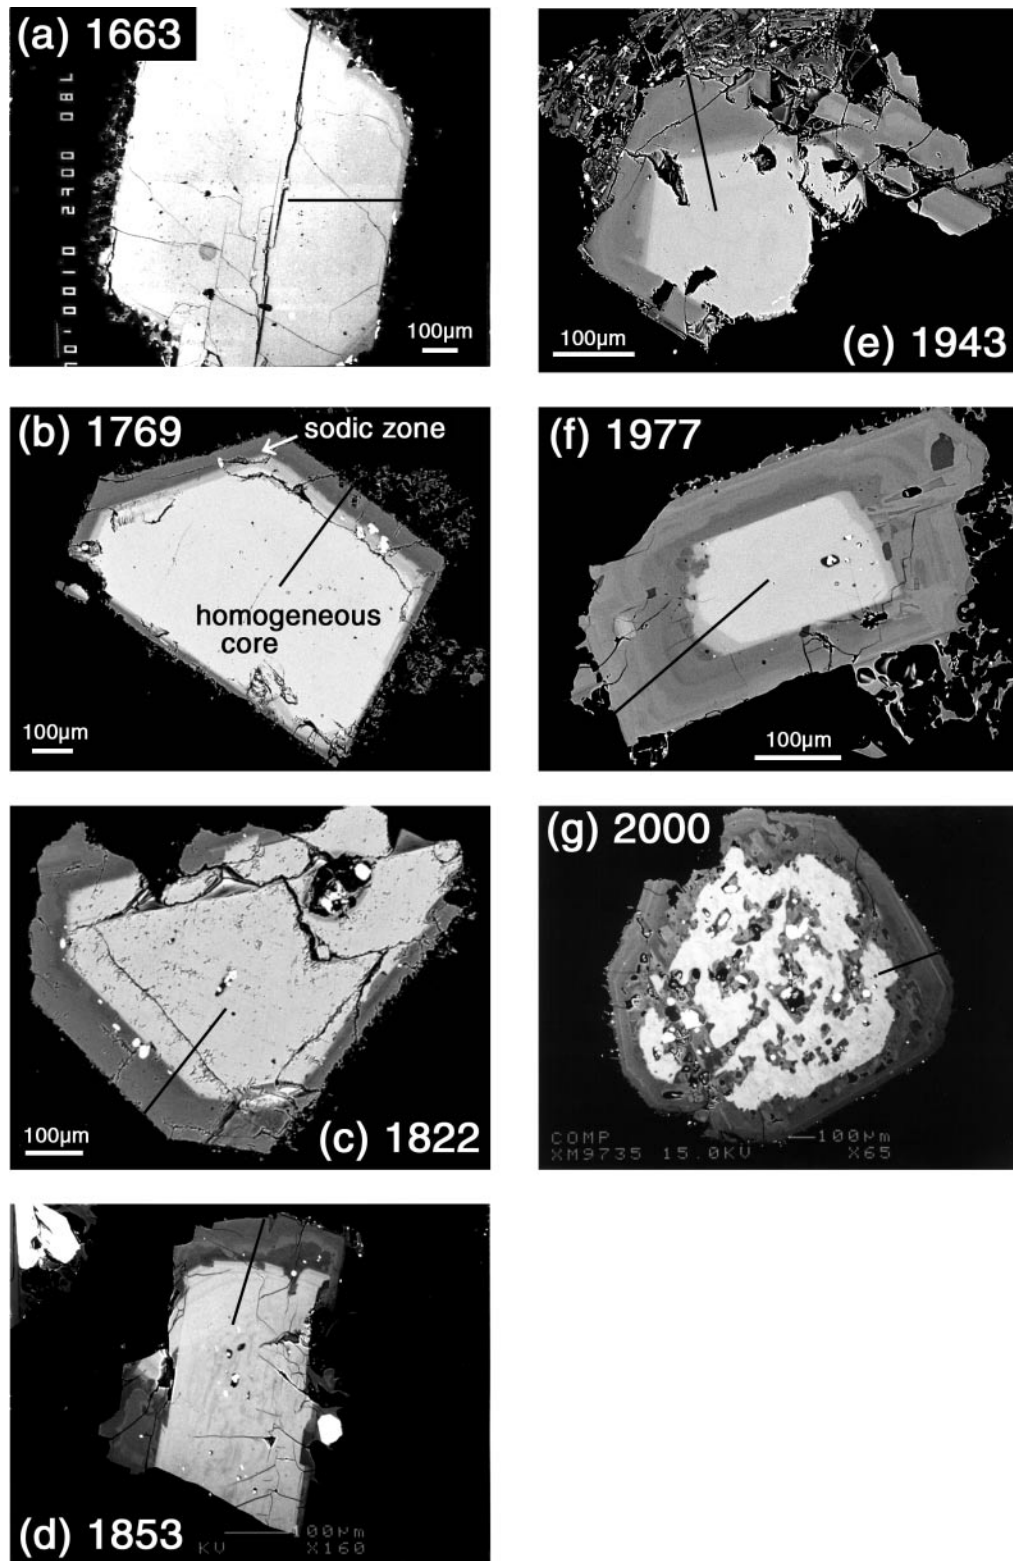 (a) 1663
100µm
(b) 1769
sodic zone
homogeneous
core
100µm
100µm
(c) 1822
(d) 1853
KV 100µm X160
100µm
(e) 1943
(f) 1977
100µm
(g) 2000
COMP 100µm
XM9735 15.0KV X65